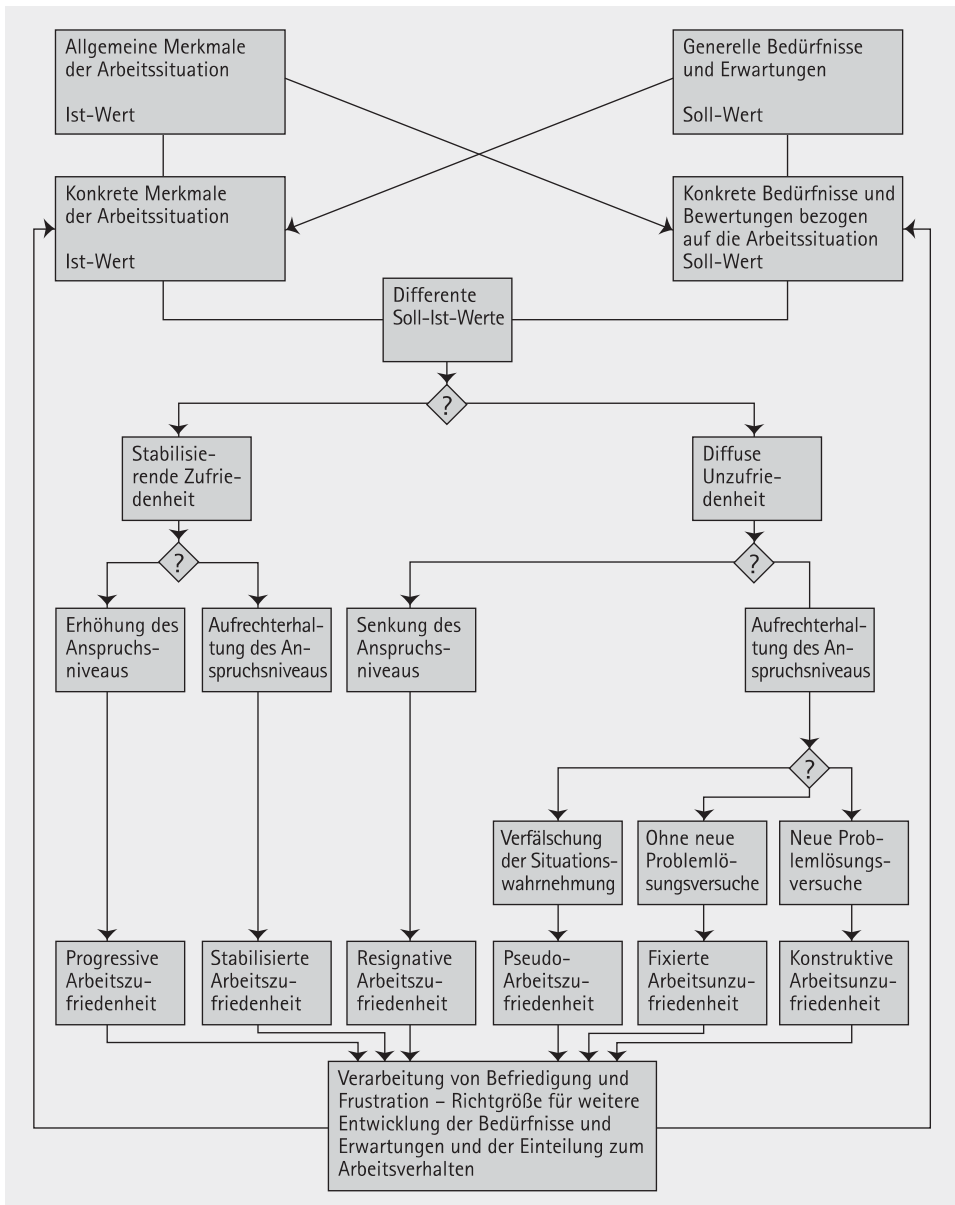 Allgemeine Merkmale
der Arbeitssituation
Ist-Wert
Generelle Bedürfnisse
und Erwartungen
Soll-Wert
Konkrete Merkmale
der Arbeitssituation
Ist-Wert
Konkrete Bedürfnisse und
Bewertungen bezogen
auf die Arbeitssituation
Soll-Wert
Differente
Soll-Ist-Werte
?
Stabilisie-
rende Zufrie-
denheit
Diffuse
Unzufrie-
denheit
?
?
Erhöhung des
Anspruchs-
niveaus
Aufrechterhal-
tung des An-
spruchsniveaus
Senkung des
Anspruchs-
niveaus
Aufrechterhal-
tung des An-
spruchsniveaus
?
Verfälschung
der Situations-
wahrnehmung
Ohne neue
Problemlö-
sungsversuche
Neue Prob-
lemlösungs-
versuche
Progressive
Arbeitszu-
friedenheit
Stabilisierte
Arbeitszu-
friedenheit
Resignative
Arbeitszu-
friedenheit
Pseudo-
Arbeitszu-
friedenheit
Fixierte
Arbeitsunzu-
friedenheit
Konstruktive
Arbeitsunzu-
friedenheit
Verarbeitung von Befriedigung und
Frustration – Richtgröße für weitere
Entwicklung der Bedürfnisse und
Erwartungen und der Einteilung zum
Arbeitsverhalten